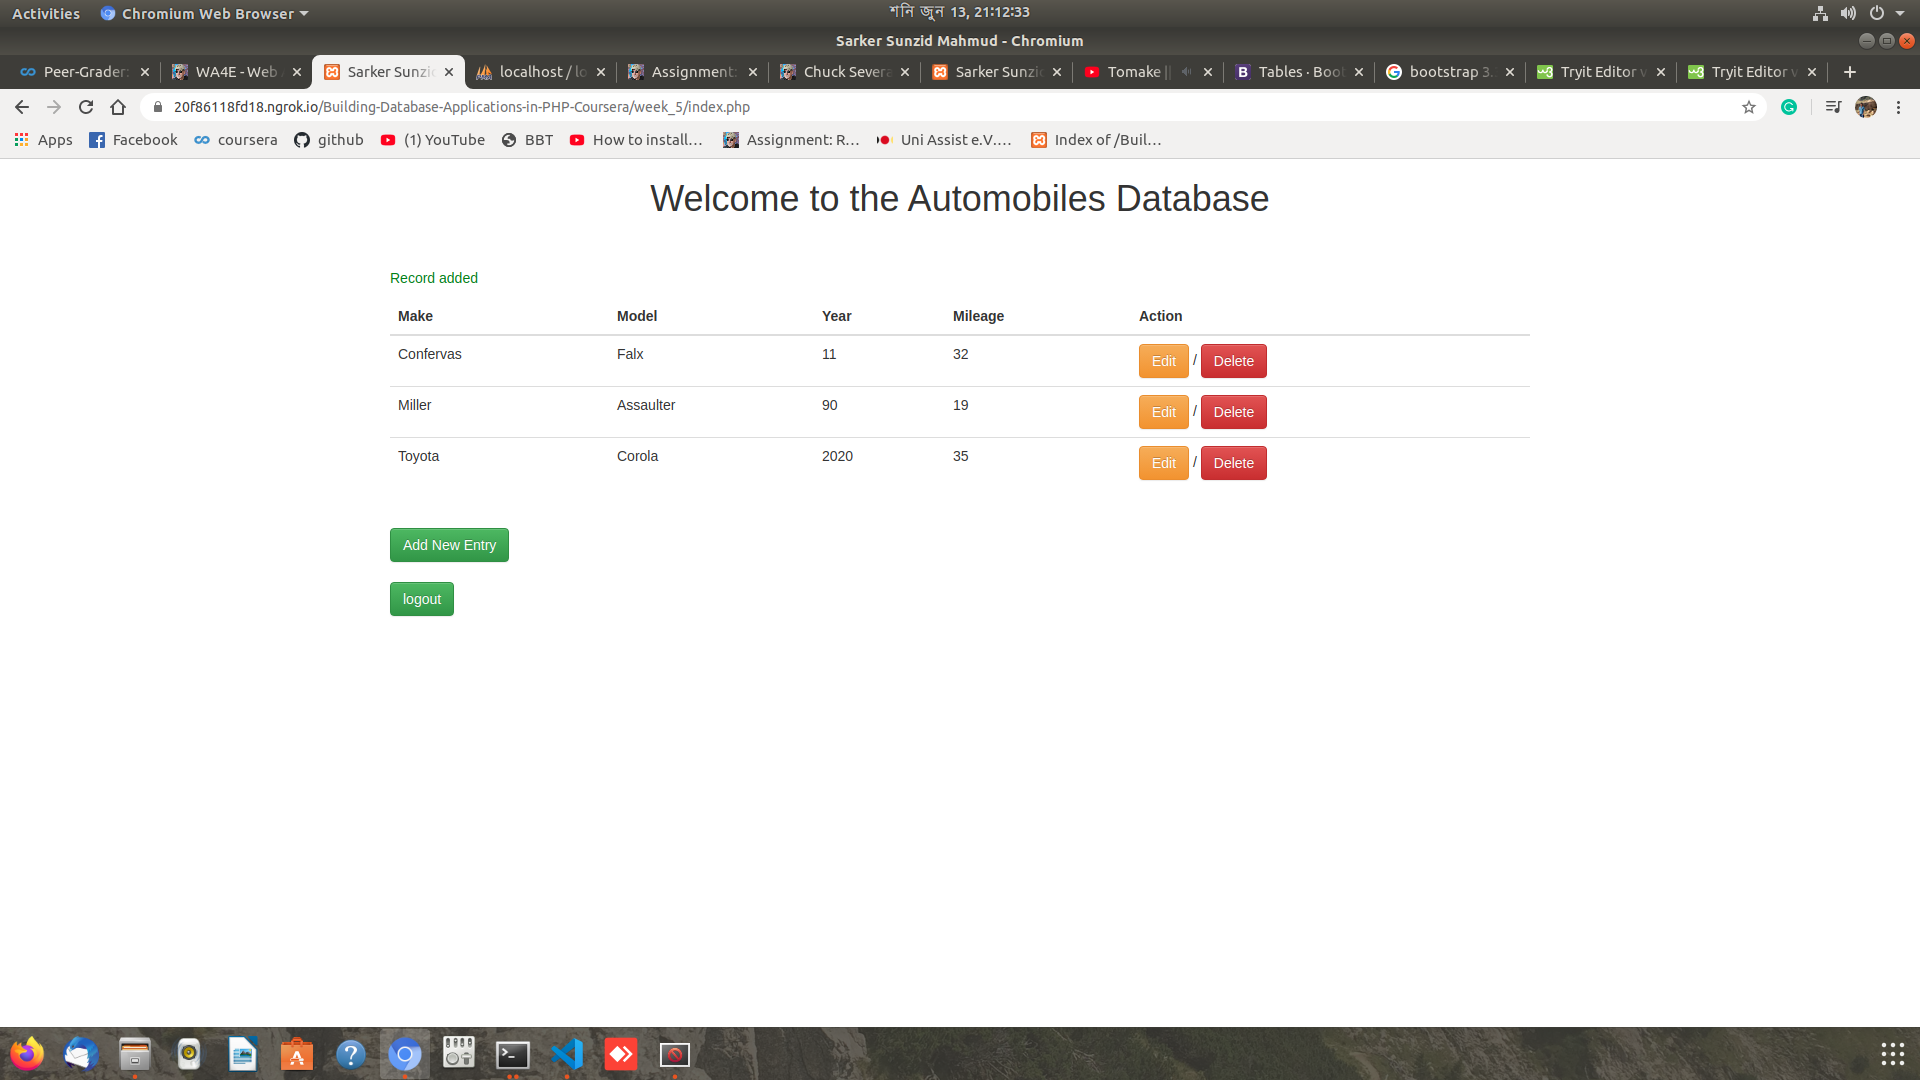 Activities Chromium Web Browser শনি জুন 13, 21:12:33
Sarker Sunzid Mahmud - Chromium
Peer-Graded WA4E - Web Sarker Sunzid localhost / lo Assignment: Chuck Severa Sarker Sunzid Tomake || Tables · Boot bootstrap 3. Tryit Editor v Tryit Editor v
20f86118fd18.ngrok.io/Building-Database-Applications-in-PHP-Coursera/week_5/index.php
Apps Facebook coursera github (1) YouTube BBT How to install… Assignment: R… Uni Assist e.V.… Index of /Buil…
Welcome to the Automobiles Database
Record added
Make Model Year Mileage Action
Confervas Falx 11 32 Edit / Delete
Miller Assaulter 90 19 Edit / Delete
Toyota Corola 2020 35 Edit / Delete
Add New Entry
logout